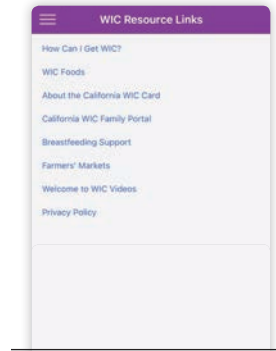 WIC Resource Links
How Can I Get WIC?
WIC Foods
About the California WIC Card
California WIC Family Portal
Breastfeeding Support
Farmers' Markets
Welcome to WIC Videos
Privacy Policy